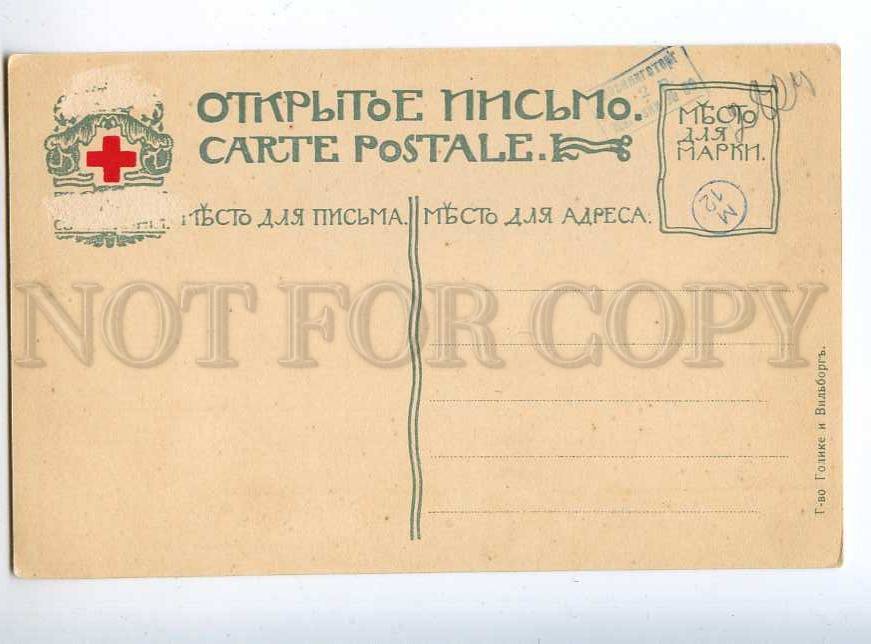 ОТКРЫТОЕ ПИСЬМО.
CARTE POSTALE.
МѢСТО
ДЛЯ
МАРКИ.
М
12
МѢСТО ДЛЯ ПИСЬМА. МѢСТО ДЛЯ АДРЕСА:
NOT FOR COPY
Т-во Голике и Вильборгъ.